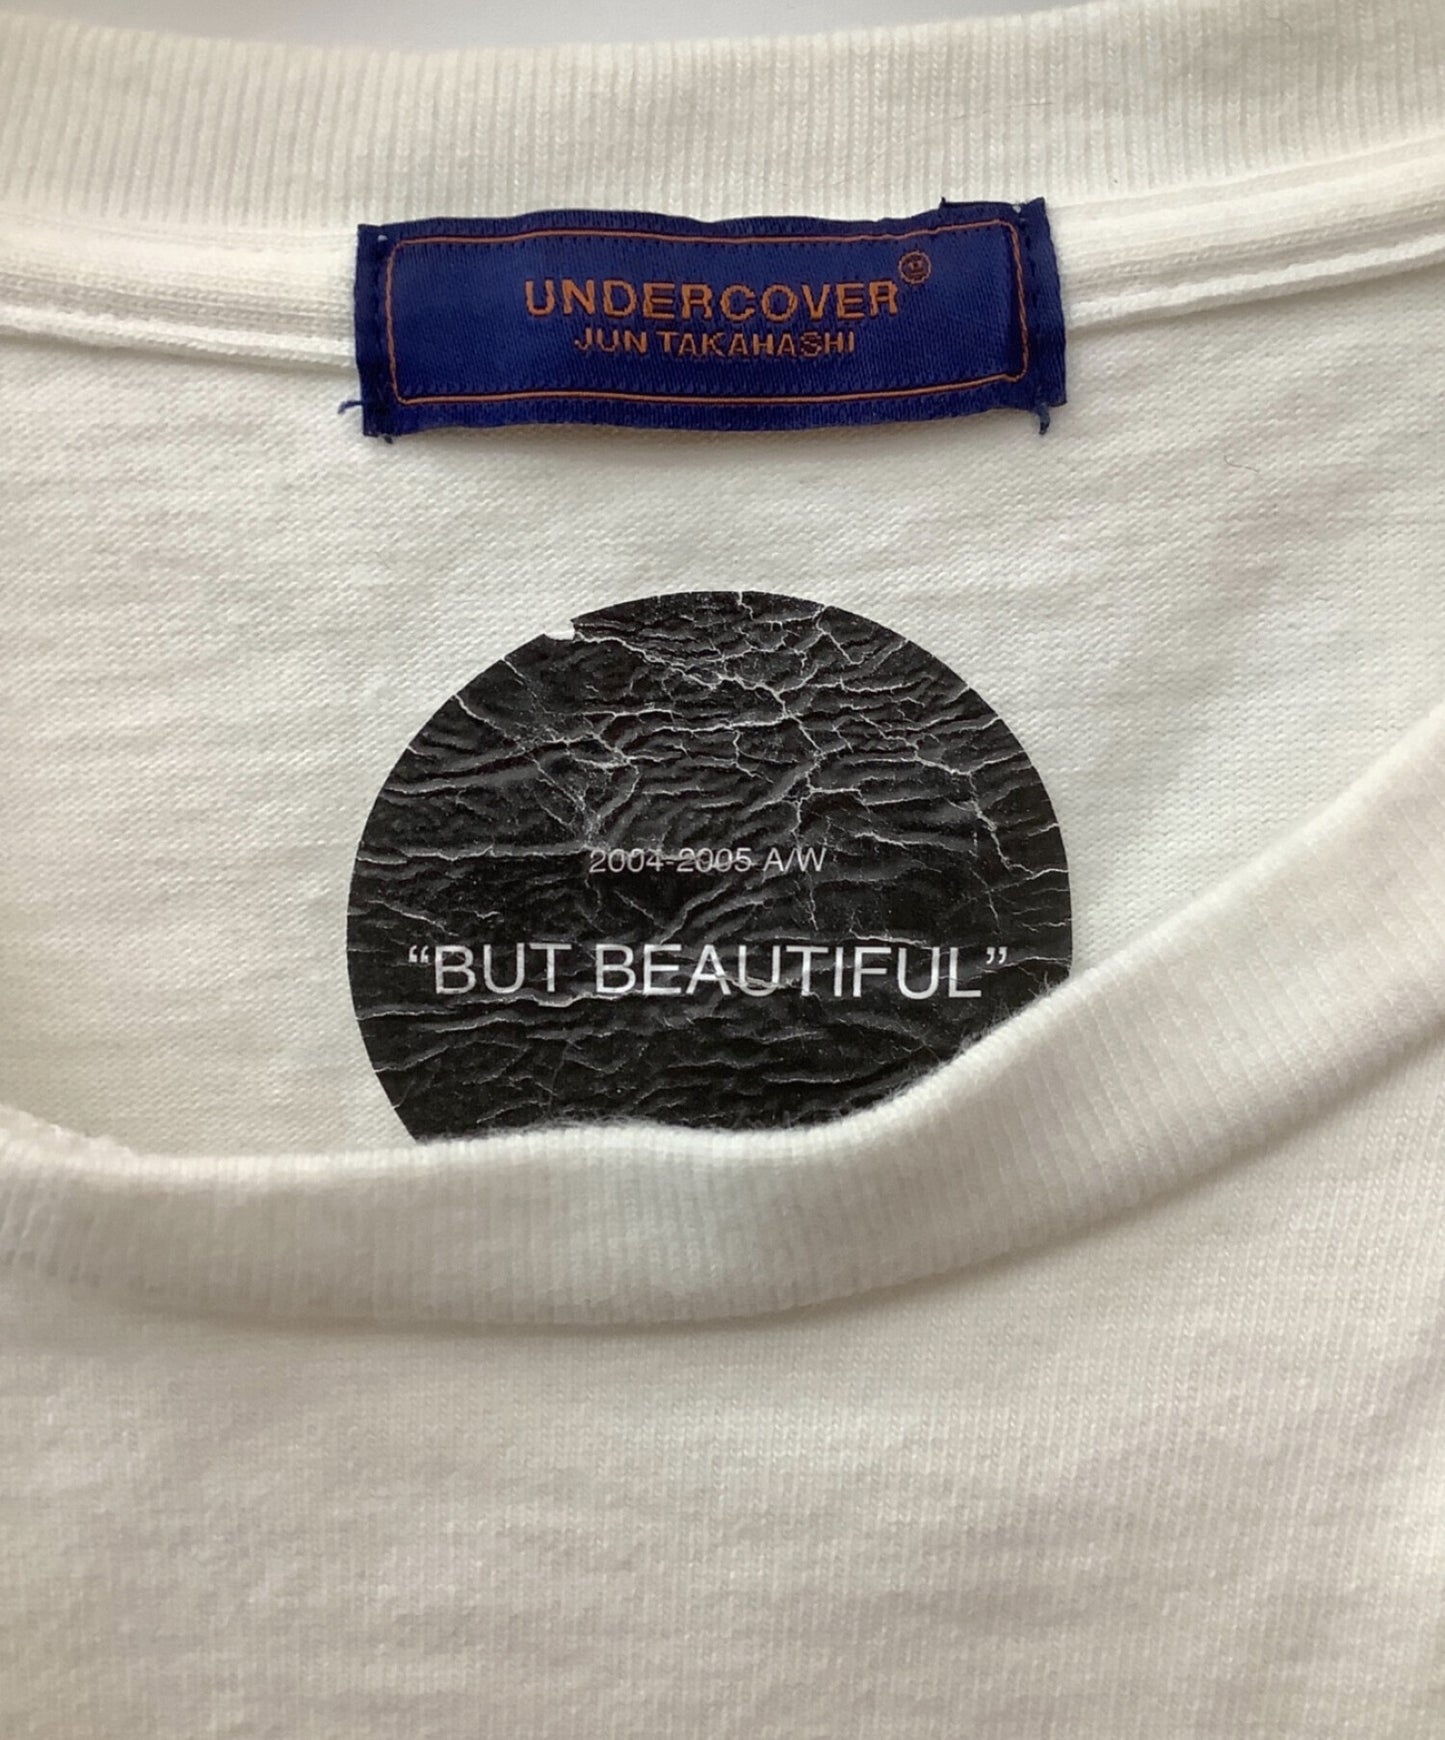 UNDERCOVER
JUN TAKAHASHI
2004-2005 A/W
“BUT BEAUTIFUL”